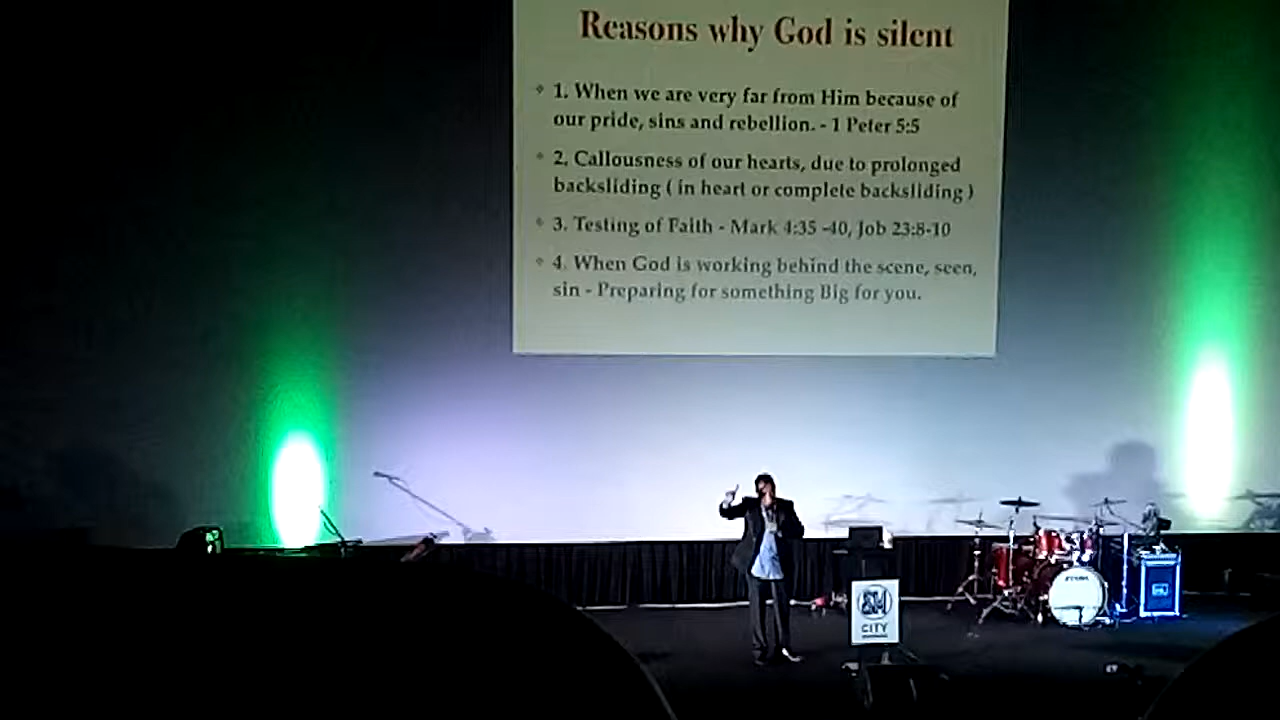 Reasons why God is silent
1. When we are very far from Him because of
our pride, sins and rebellion. - 1 Peter 5:5
2. Callousness of our hearts, due to prolonged
backsliding ( in heart or complete backsliding )
3. Testing of Faith - Mark 4:35 -40, Job 23:8-10
4. When God is working behind the scene, seen,
sin - Preparing for something Big for you.
SM
CITY
TAMA